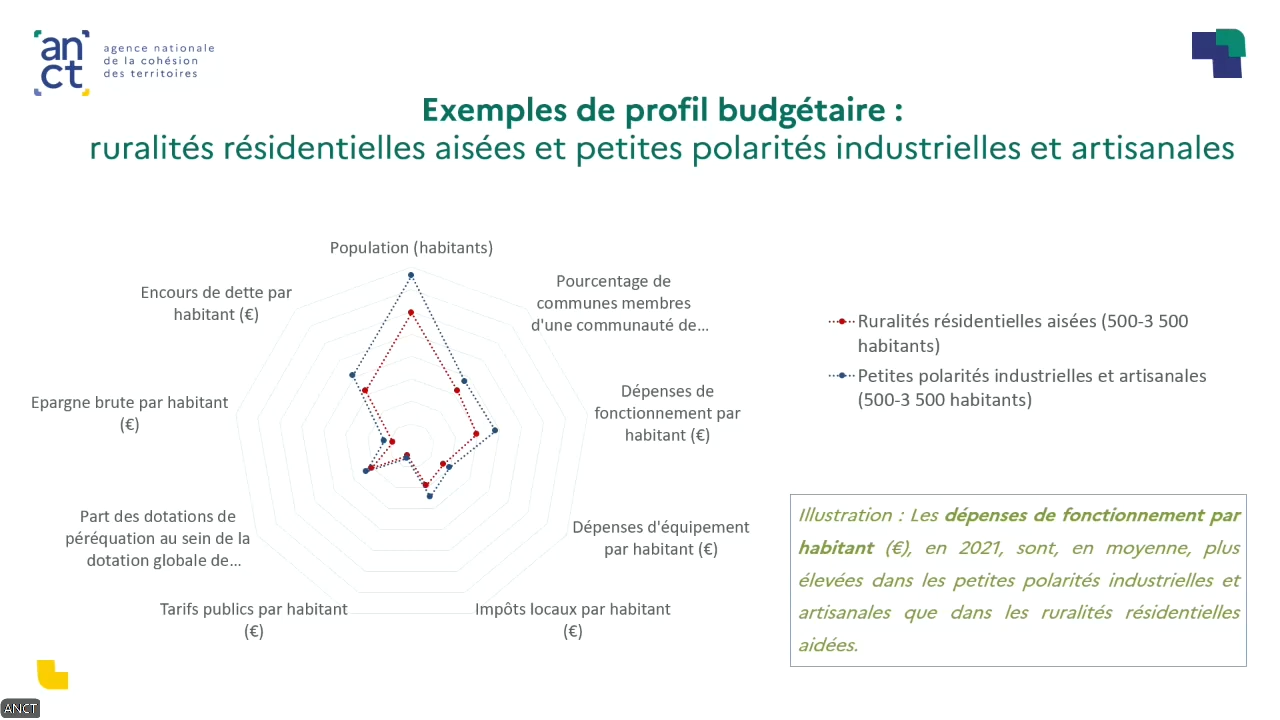 an
ct
agence nationale
de la cohésion
des territoires
Exemples de profil budgétaire :
ruralités résidentielles aisées et petites polarités industrielles et artisanales
Population (habitants)
Pourcentage de
communes membres
d'une communauté de...
Dépenses de
fonctionnement par
habitant (€)
Dépenses d'équipement
par habitant (€)
Impôts locaux par habitant
(€)
Tarifs publics par habitant
(€)
Part des dotations de
péréquation au sein de la
dotation globale de...
Epargne brute par habitant
(€)
Encours de dette par
habitant (€)
Ruralités résidentielles aisées (500-3 500
habitants)
Petites polarités industrielles et artisanales
(500-3 500 habitants)
Illustration : Les dépenses de fonctionnement par
habitant (€), en 2021, sont, en moyenne, plus
élevées dans les petites polarités industrielles et
artisanales que dans les ruralités résidentielles
aidées.
ANCT